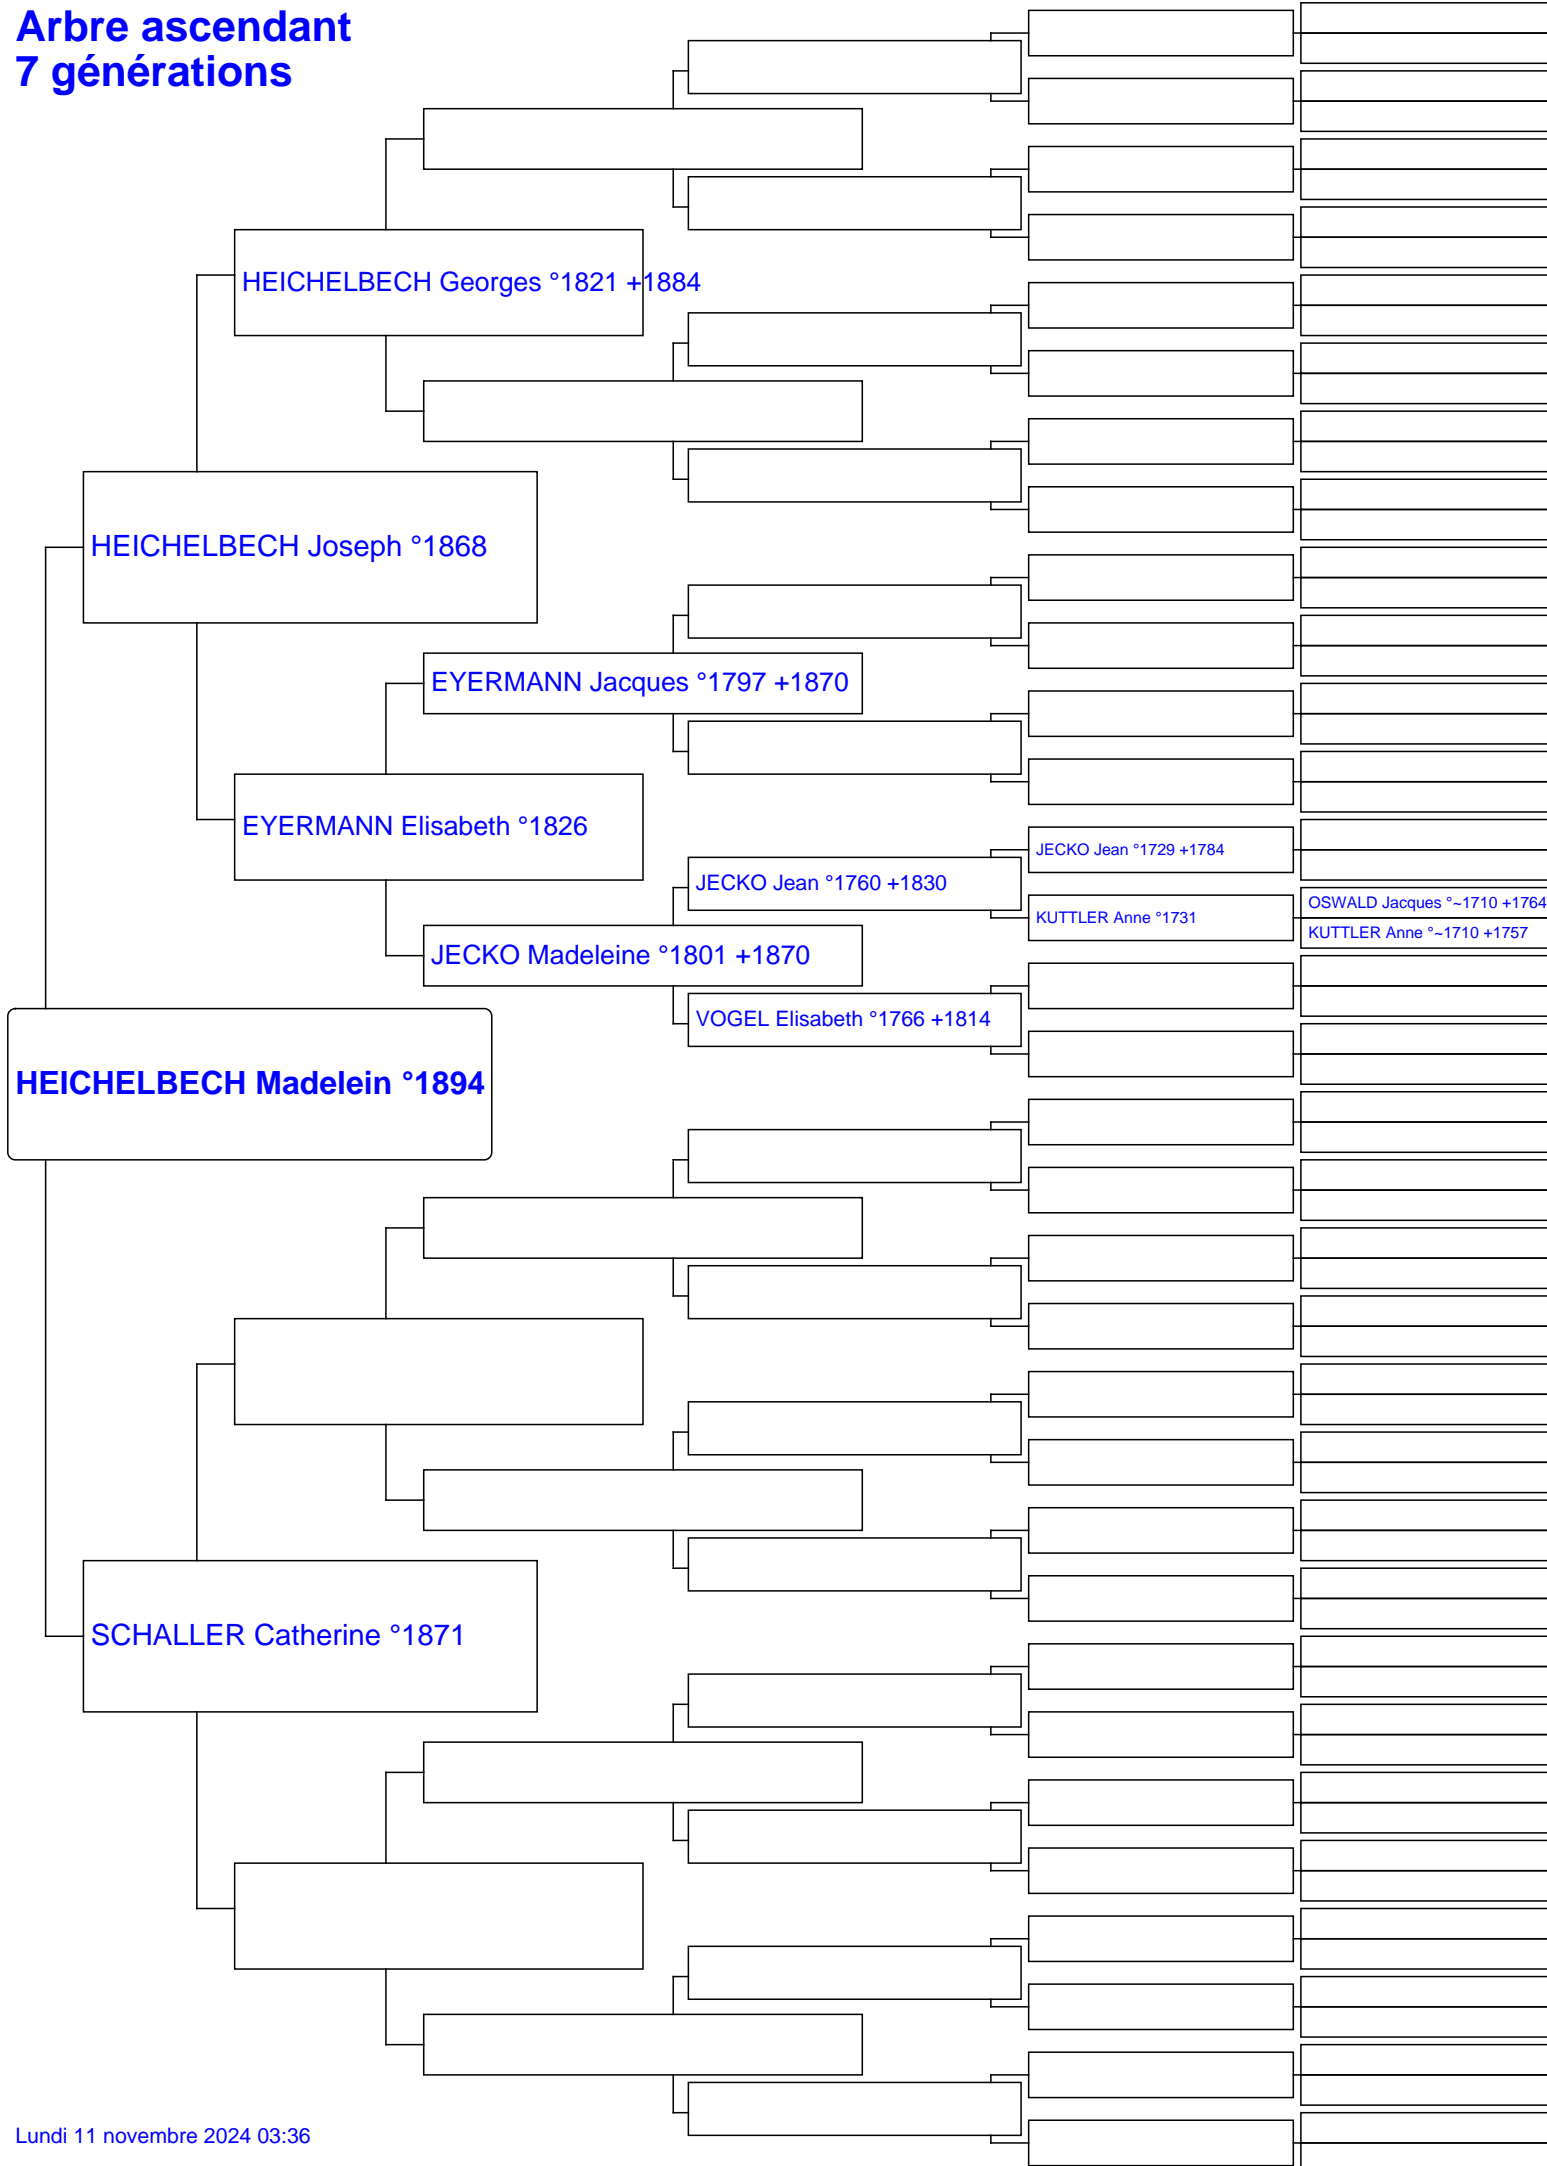 Arbre ascendant
7 générations
HEICHELBECH Georges °1821 +1884
HEICHELBECH Joseph °1868
EYERMANN Jacques °1797 +1870
EYERMANN Elisabeth °1826
JECKO Jean °1729 +1784
JECKO Jean °1760 +1830
OSWALD Jacques °~1710 +1764
KUTTLER Anne °1731
KUTTLER Anne °~1710 +1757
JECKO Madeleine °1801 +1870
VOGEL Elisabeth °1766 +1814
HEICHELBECH Madelein °1894
SCHALLER Catherine °1871
Lundi 11 novembre 2024 03:36